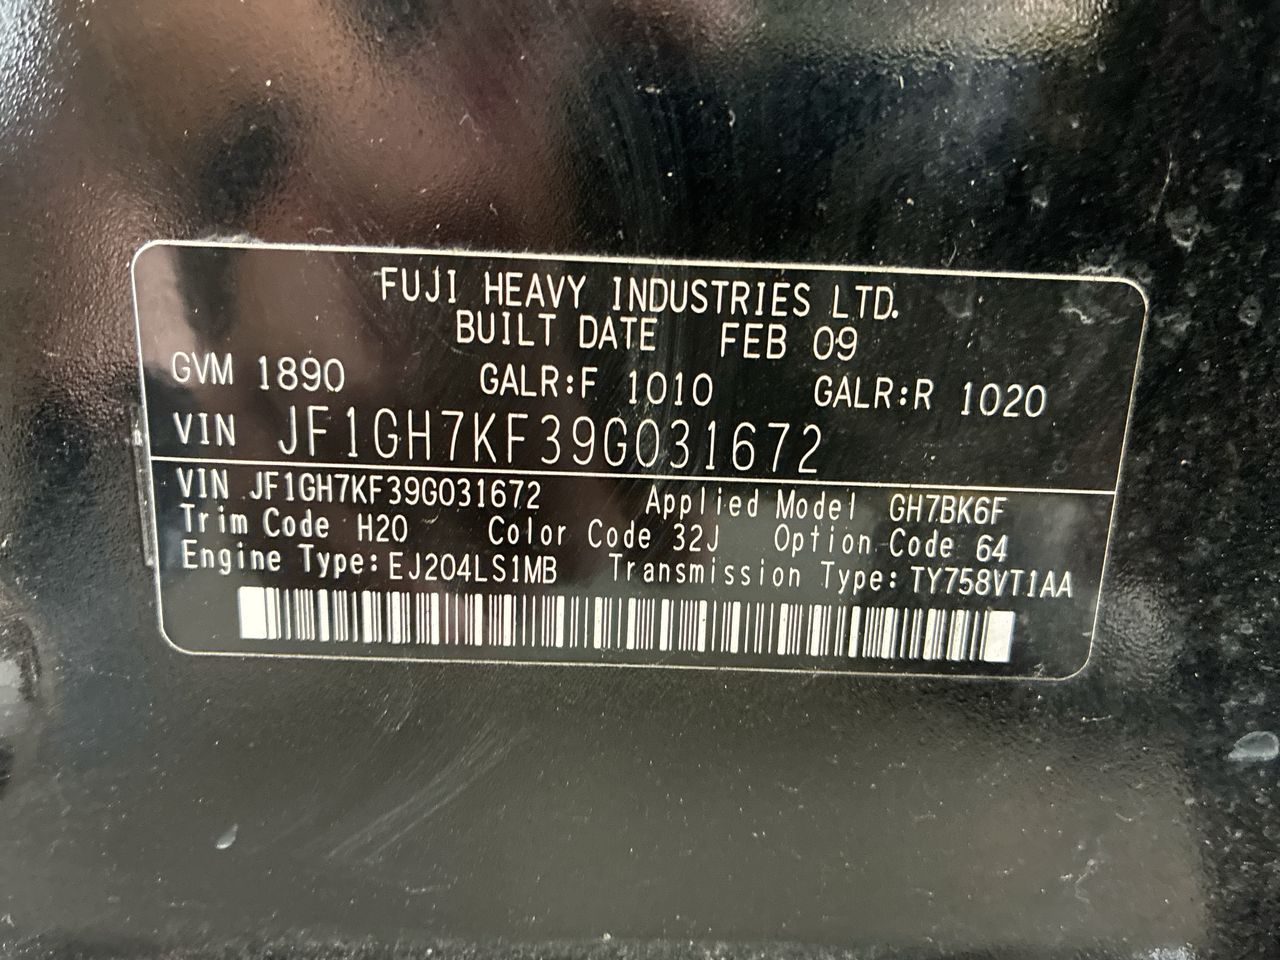 FUJI HEAVY INDUSTRIES LTD.
BUILT DATE FEB 09
GVM 1890 GALR:F 1010 GALR:R 1020
VIN JF1GH7KF39G031672
VIN JF1GH7KF39G031672 Applied Model GH7BK6F
Trim Code H20 Color Code 32J Option Code 64
Engine Type: EJ204LS1MB Transmission Type: TY758VT1AA